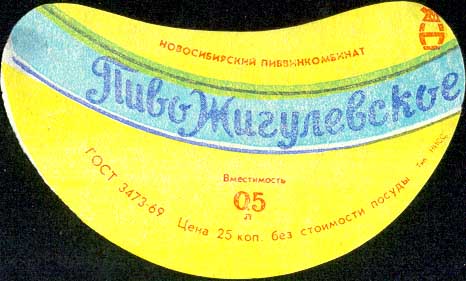 НОВОСИБИРСКИЙ ПИВВИНКОМБИНАТ
Пиво Жигулевское
Вместимость
0,5
л
ГОСТ 3473-69
Цена 25 коп. без стоимости посуды